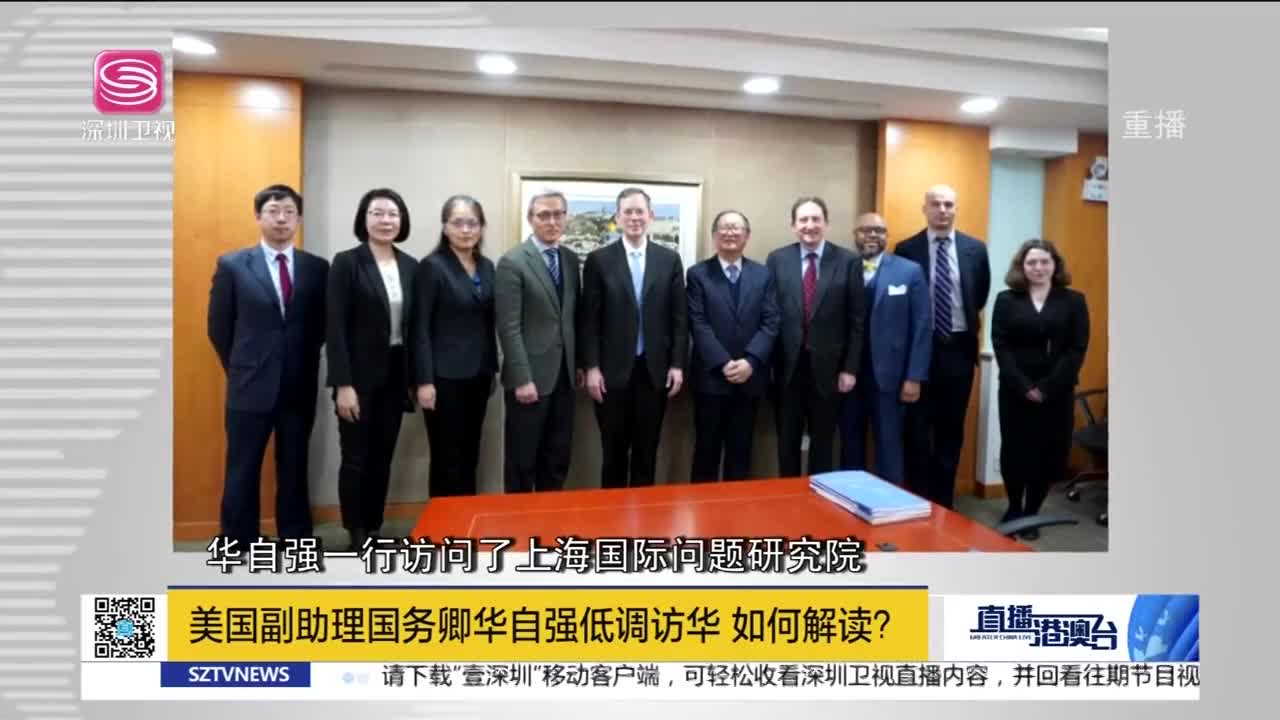 深圳卫视
重播
华自强一行访问了上海国际问题研究院
美国副助理国务卿华自强低调访华 如何解读?
直播港澳台
GREATER CHINA LIVE
SZTVNEWS
请下载“壹深圳”移动客户端，可轻松收看深圳卫视直播内容，并回看往期节目视